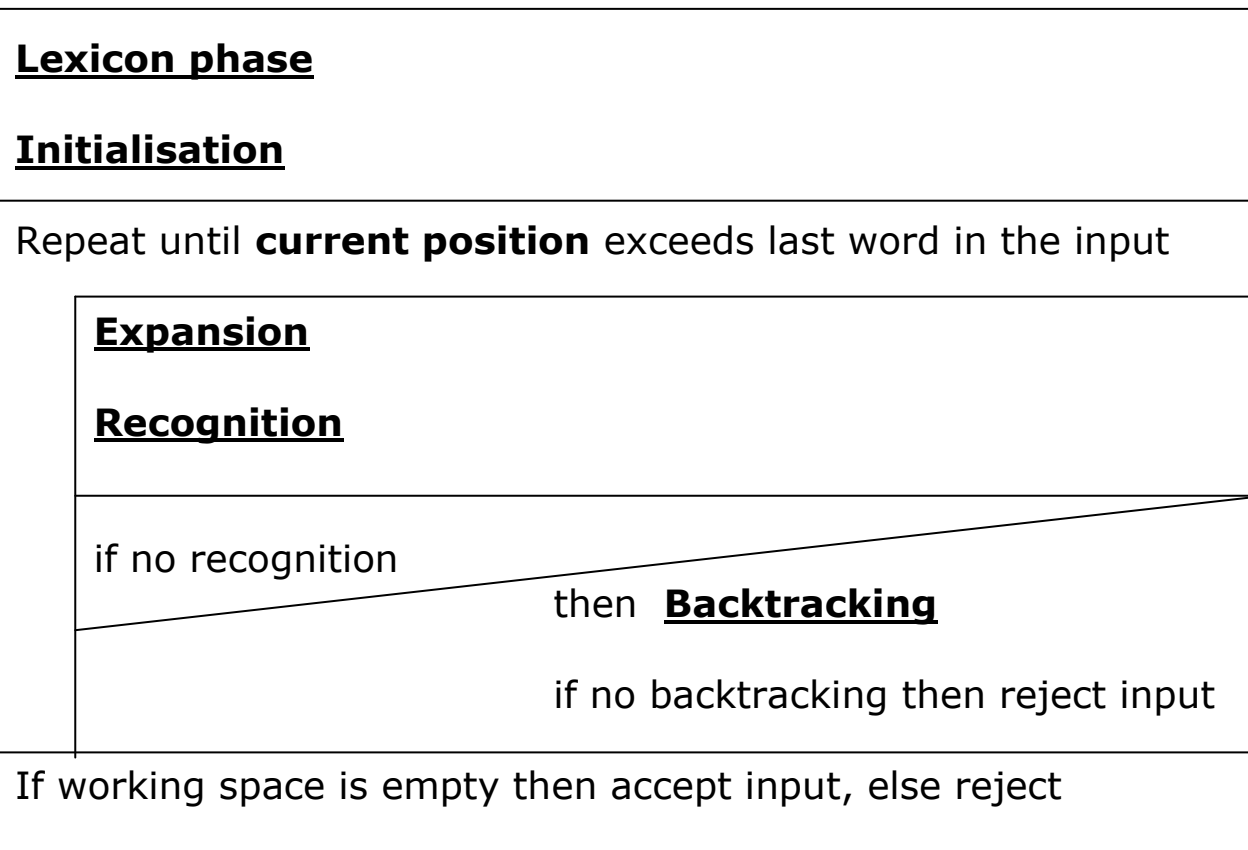 Lexicon phase
Initialisation
Repeat until current position exceeds last word in the input
Expansion
Recognition
if no recognition
then Backtracking
if no backtracking then reject input
If working space is empty then accept input, else reject